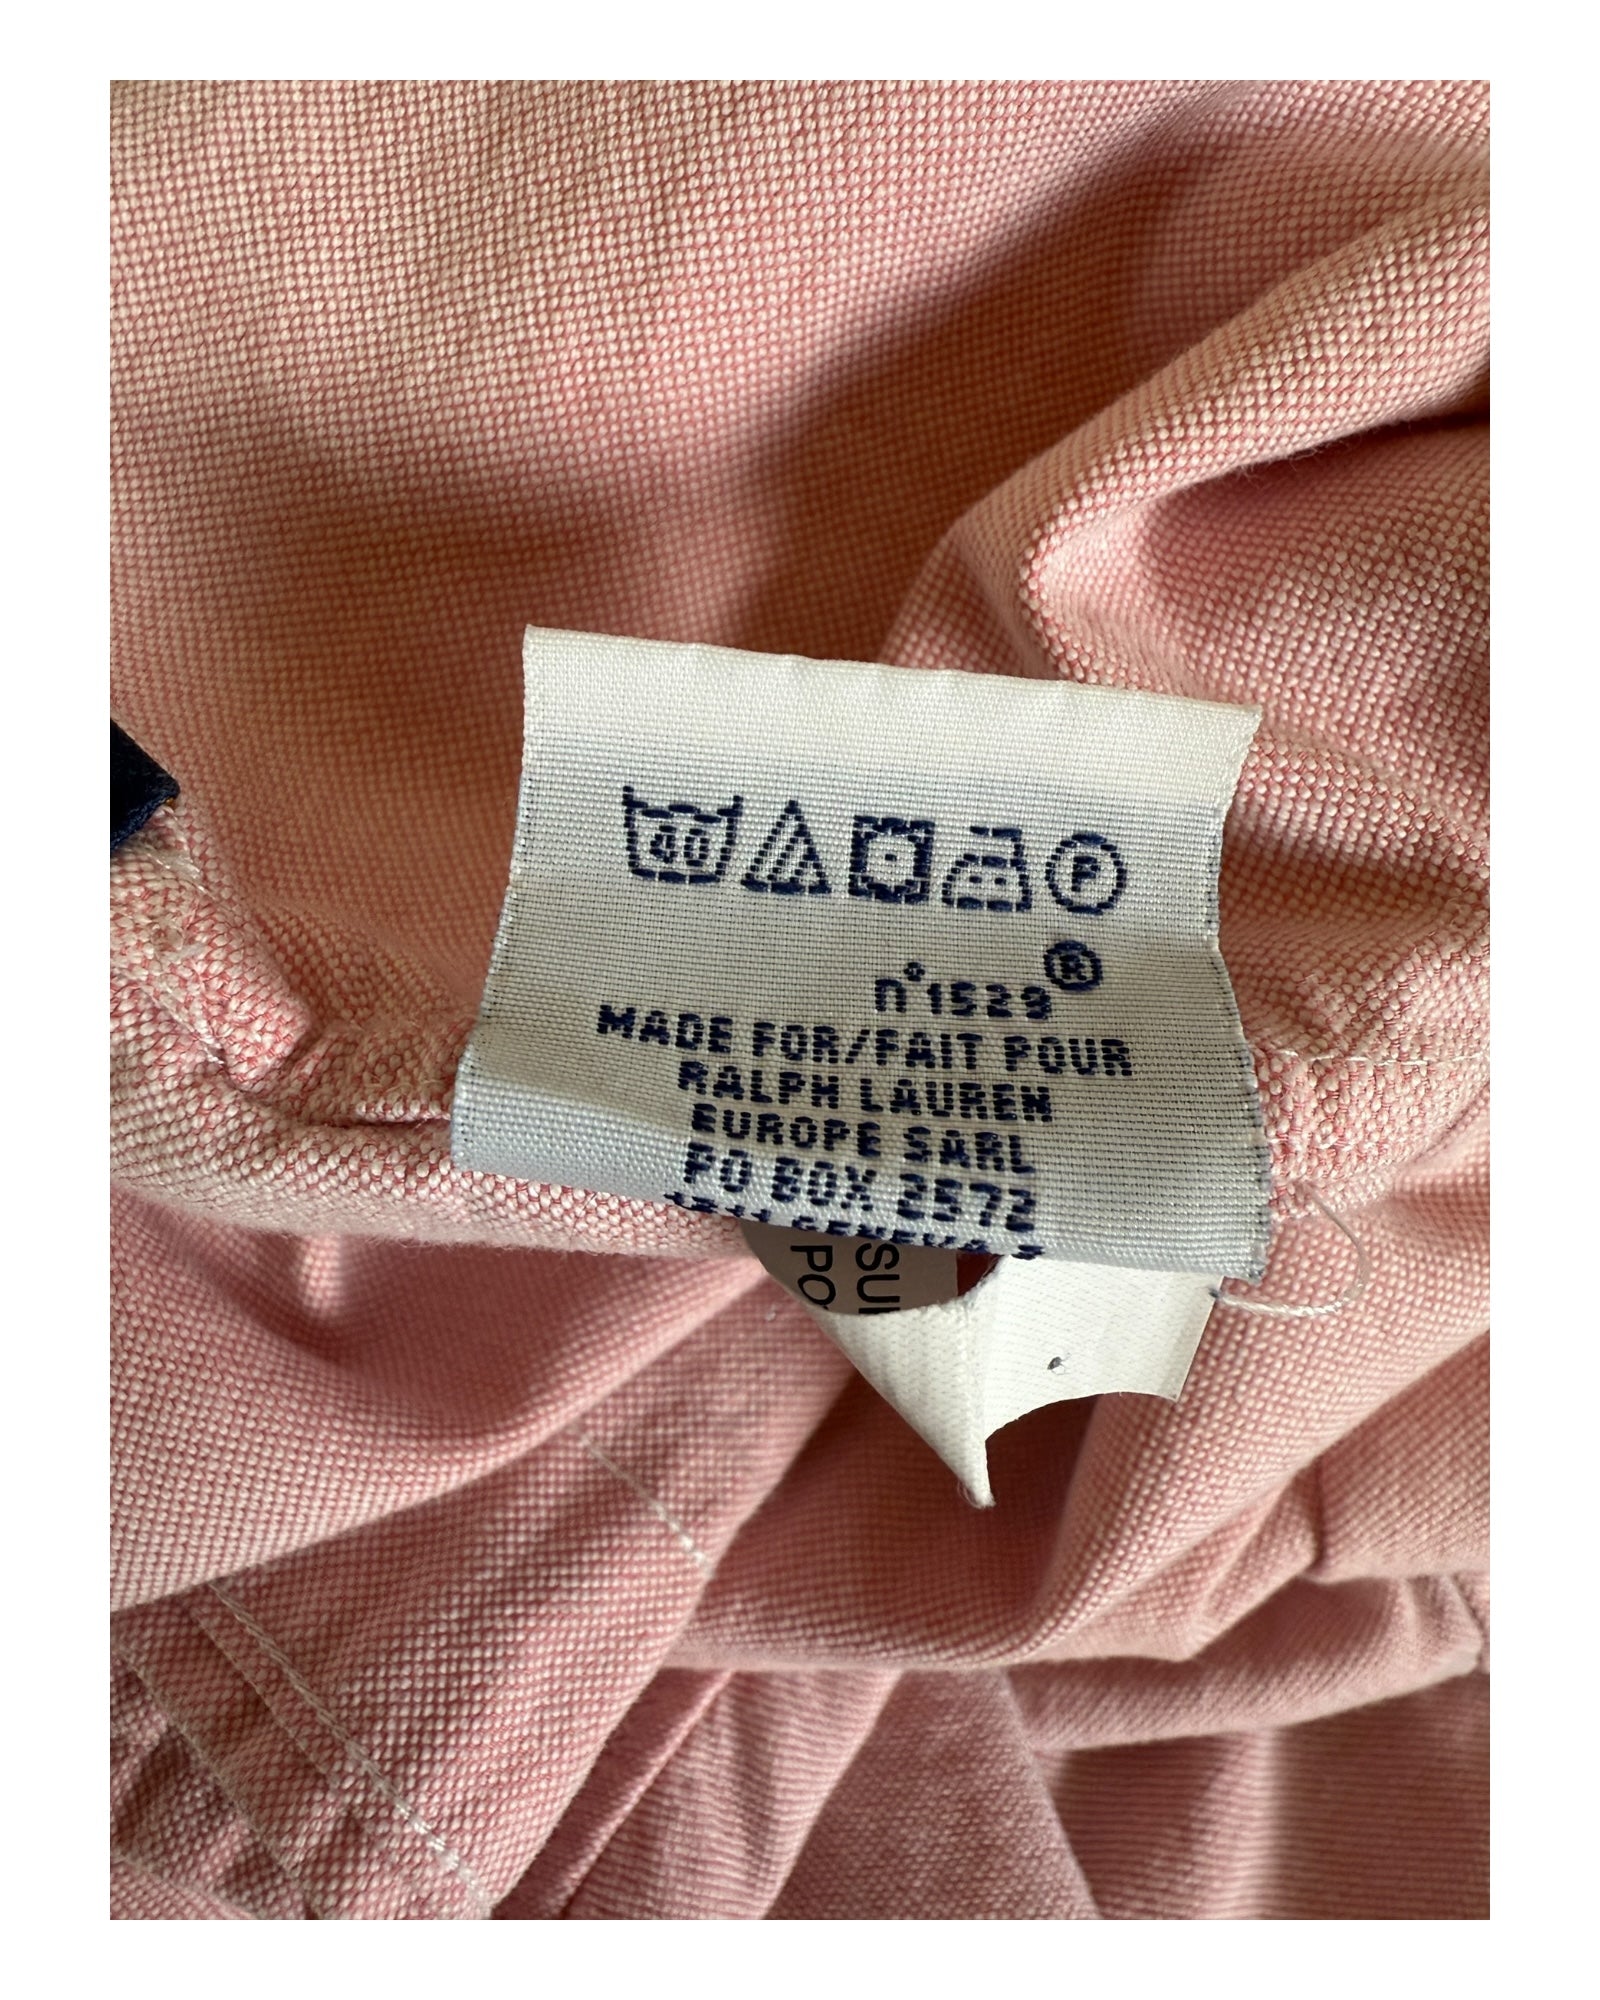 40
P
n°1529®
MADE FOR/FAIT POUR
RALPH LAUREN
EUROPE SARL
PO BOX 2572